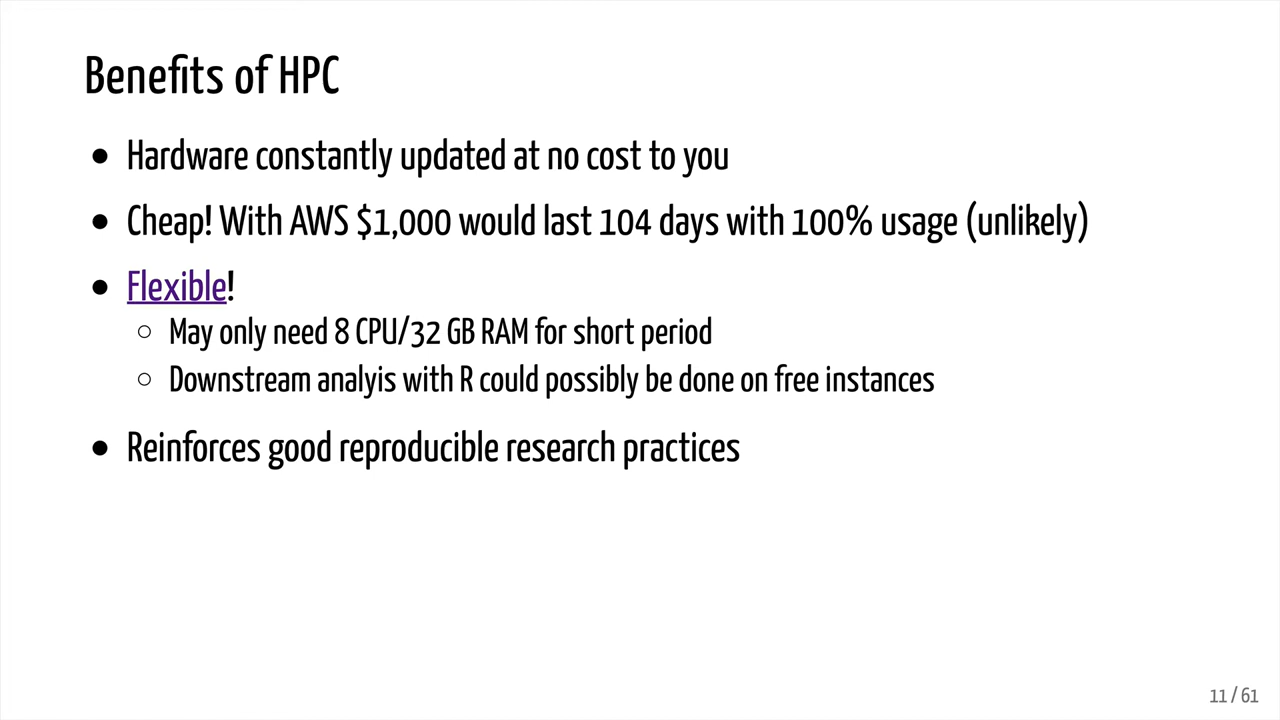 Benefits of HPC
• Hardware constantly updated at no cost to you
• Cheap! With AWS $1,000 would last 104 days with 100% usage (unlikely)
• Flexible!
○ May only need 8 CPU/32 GB RAM for short period
○ Downstream analyis with R could possibly be done on free instances
• Reinforces good reproducible research practices
11 / 61